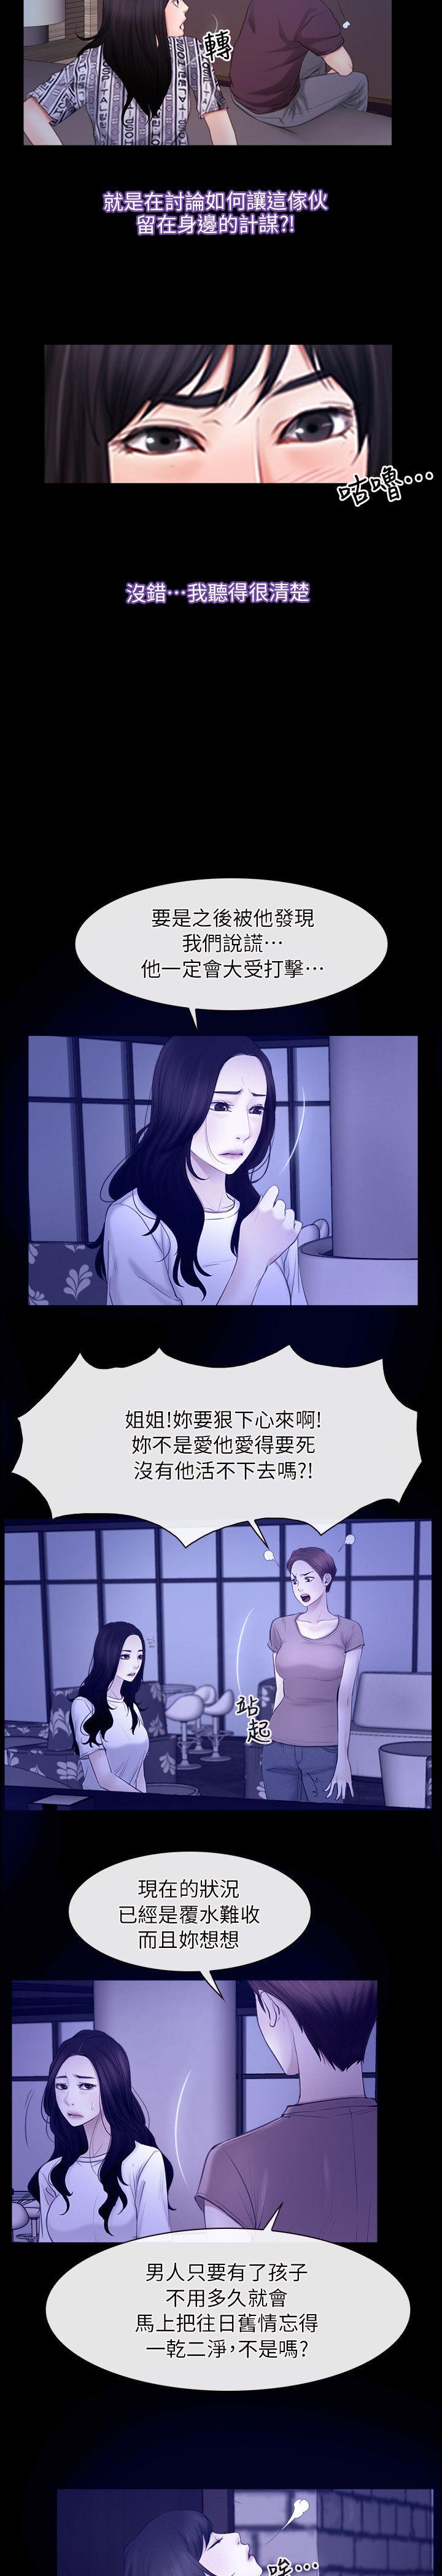 轉
就是在討論如何讓這傢伙
留在身邊的計謀?!
咕嚕⋯
沒錯⋯我聽得很清楚
要是之後被他發現
我們說謊⋯
他一定會大受打擊⋯
姐姐!妳要狠下心來啊!
妳不是愛他愛得要死
沒有他活不下去嗎?!
站
起
現在的狀況
已經是覆水難收
而且妳想想
男人只要有了孩子
不用多久就會
馬上把往日舊情忘得
一乾二淨,不是嗎?
唉⋯